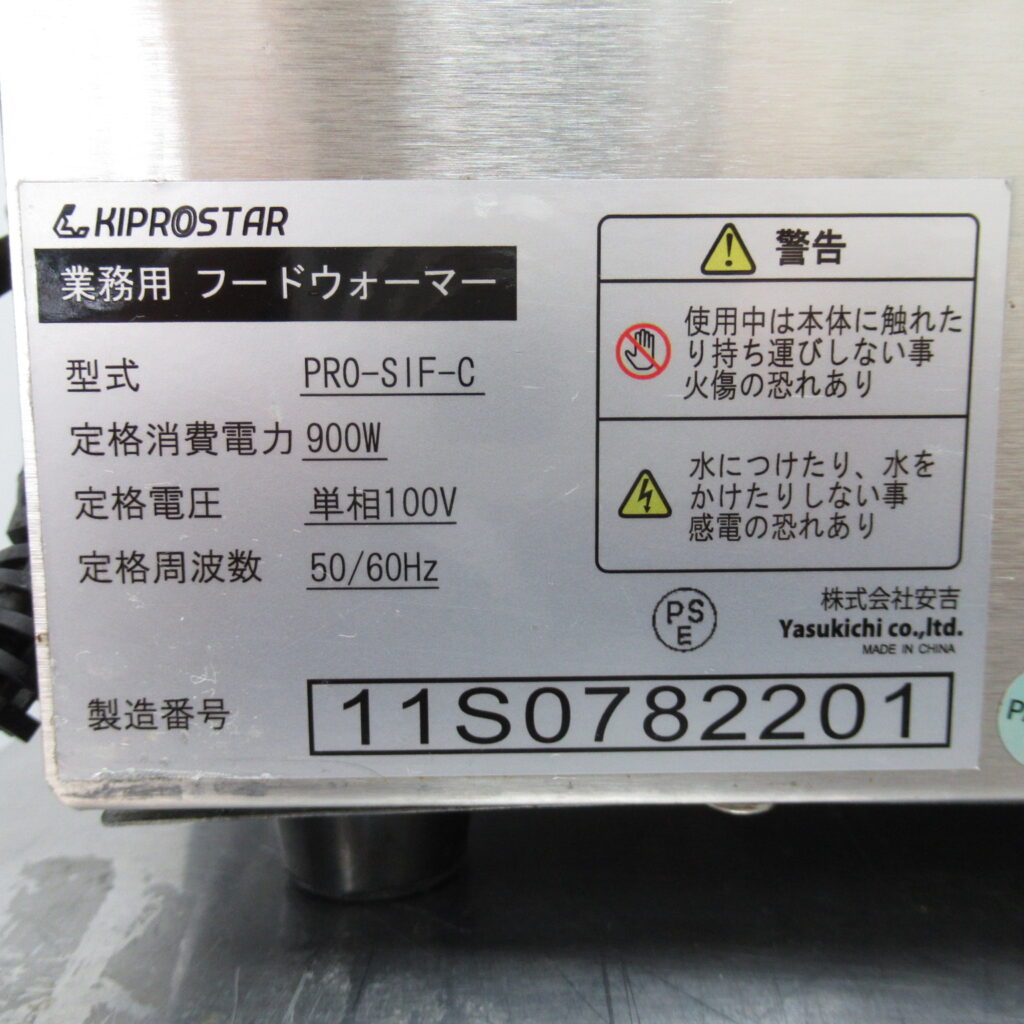 KIPROSTAR
業務用 フードウォーマー
型式 PRO-SIF-C
定格消費電力 900W
定格電圧 単相100V
定格周波数 50/60Hz
警告
使用中は本体に触れた
り持ち運びしない事
火傷の恐れあり
水につけたり、水を
かけたりしない事
感電の恐れあり
PS
E
株式会社安吉
Yasukichi co.,ltd.
MADE IN CHINA
製造番号 11S0782201